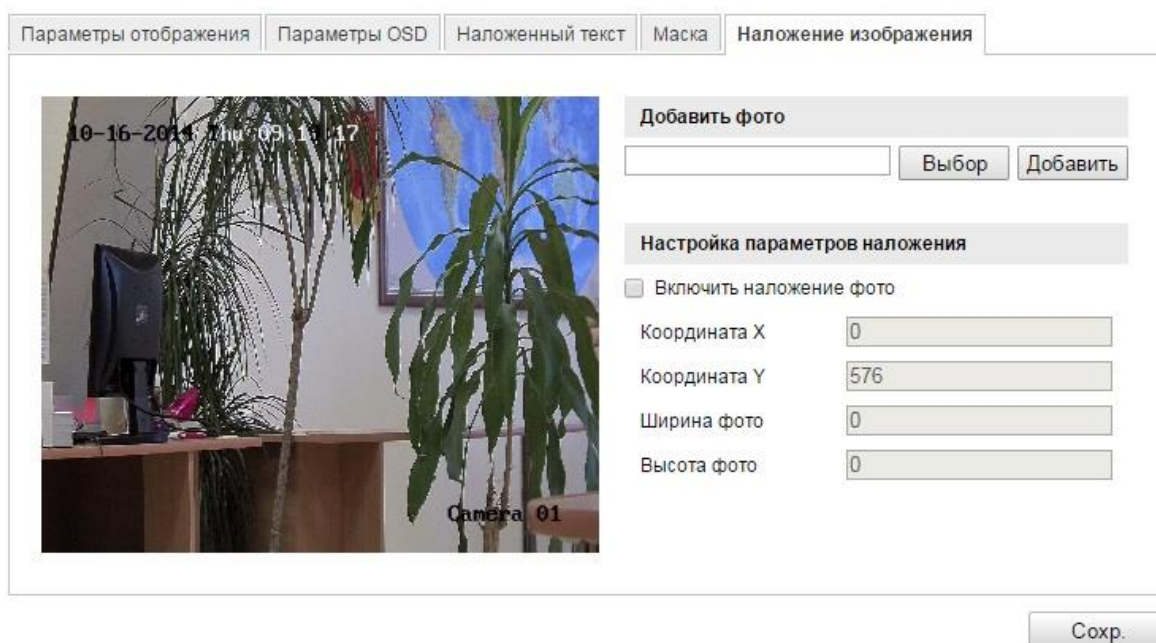 Параметры отображения
Параметры OSD
Наложенный текст
Маска
Наложение изображения
10-16-2014 Thu 09:13:17
Camera 01
Добавить фото
Выбор
Добавить
Настройка параметров наложения
Включить наложение фото
Координата X
0
Координата Y
576
Ширина фото
0
Высота фото
0
Сохр.